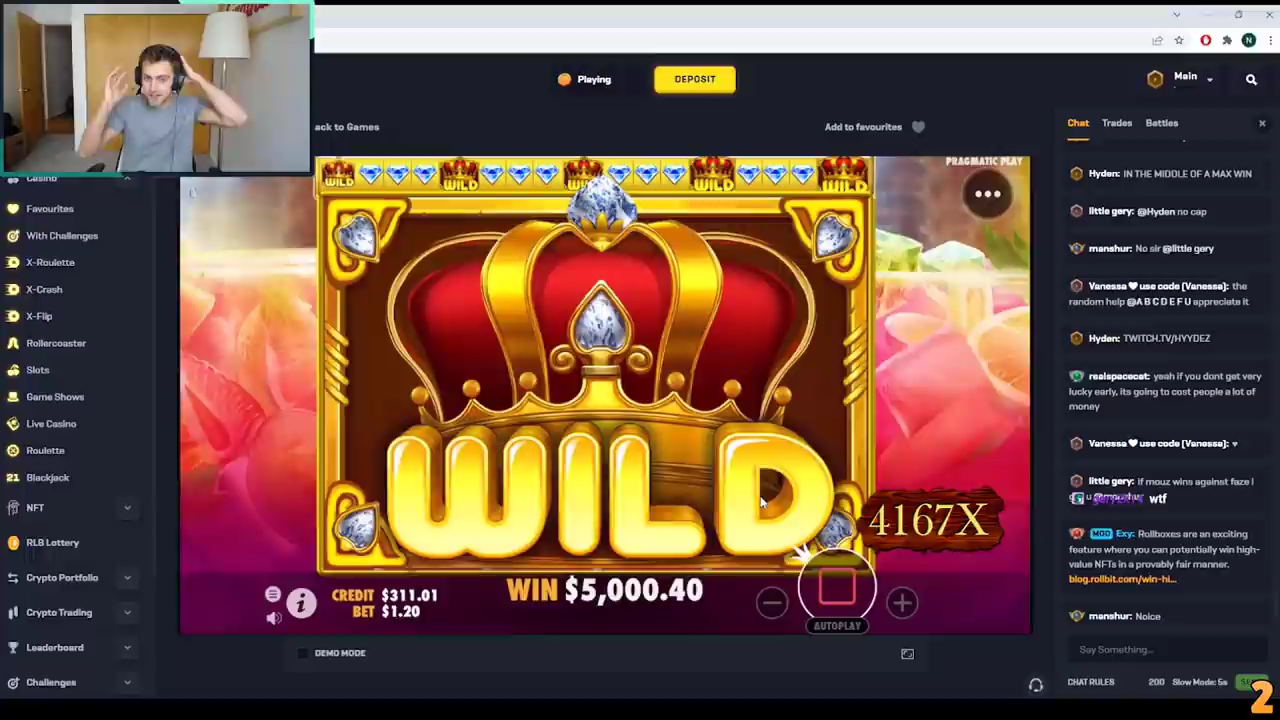 Playing
DEPOSIT
Main
ack to Games
Add to favourites
Chat Trades Battles
Casino
Favourites
With Challenges
X-Roulette
X-Crash
X-Flip
Rollercoaster
Slots
Game Shows
Live Casino
Roulette
21 Blackjack
NFT
RLB Lottery
Crypto Portfolio
Crypto Trading
Leaderboard
Challenges
PRAGMATIC PLAY
WILD WILD WILD WILD WILD
WILD
4167X
WIN $5,000.40
CREDIT $311.01
BET $1.20
AUTOPLAY
DEMO MODE
Hyden: IN THE MIDDLE OF A MAX WIN
little gery: @Hyden no cap
manshur: No sir @little gery
Vanessa use code [Vanessa]: the
random help @A B C D E F U appreciate it
Hyden: TWITCH.TV/HYYDEZ
realspacecat: yeah if you dont get very
lucky early, its going to cost people a lot of
money
Vanessa use code [Vanessa]: ♥
little gery: If mouz wins against faze I
wtf
MOD Exy: Rollboxes are an exciting
feature where you can potentially win high-
value NFTs in a provably fair manner.
blog.rollbit.com/win-hi...
manshur: Noice
Say Something...
CHAT RULES 200 Slow Mode: 5s
2